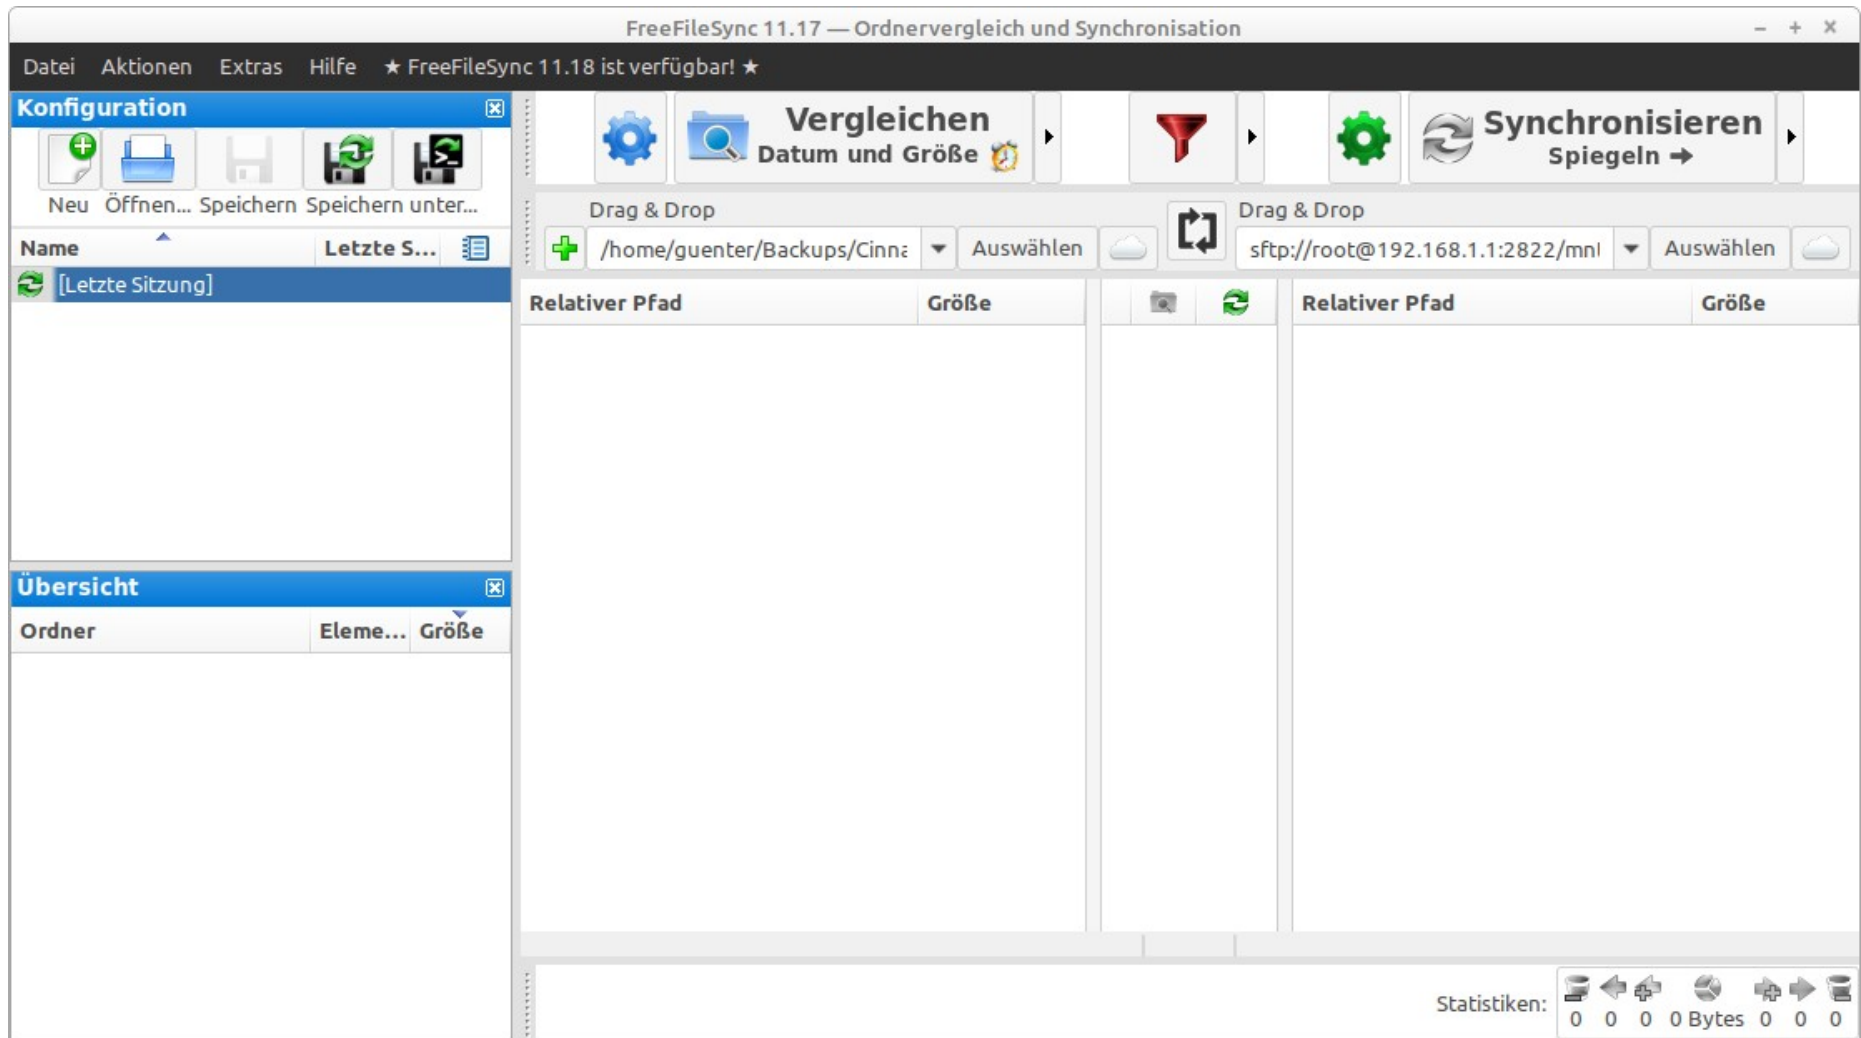 FreeFileSync 11.17 — Ordnervergleich und Synchronisation
Datei Aktionen Extras Hilfe ★ FreeFileSync 11.18 ist verfügbar! ★
Konfiguration
Neu Öffnen... Speichern Speichern unter...
Name Letzte S...
[Letzte Sitzung]
Übersicht
Ordner Eleme... Größe
Vergleichen
Datum und Größe
Synchronisieren
Spiegeln ➜
Drag & Drop
/home/guenter/Backups/Cinna Auswählen
Drag & Drop
sftp://root@192.168.1.1:2822/mnt Auswählen
Relativer Pfad Größe
Relativer Pfad Größe
Statistiken:
0 0 0 0 Bytes 0 0 0